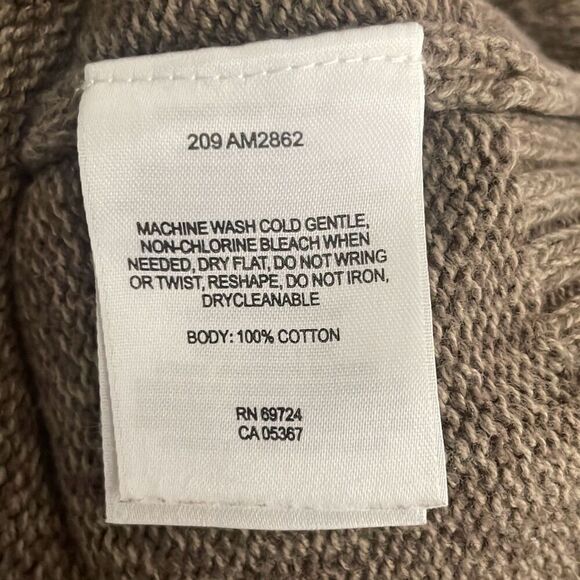 209 AM2862
MACHINE WASH COLD GENTLE,
NON-CHLORINE BLEACH WHEN
NEEDED, DRY FLAT, DO NOT WRING
OR TWIST, RESHAPE, DO NOT IRON,
DRYCLEANABLE
BODY: 100% COTTON
RN 69724
CA 05367